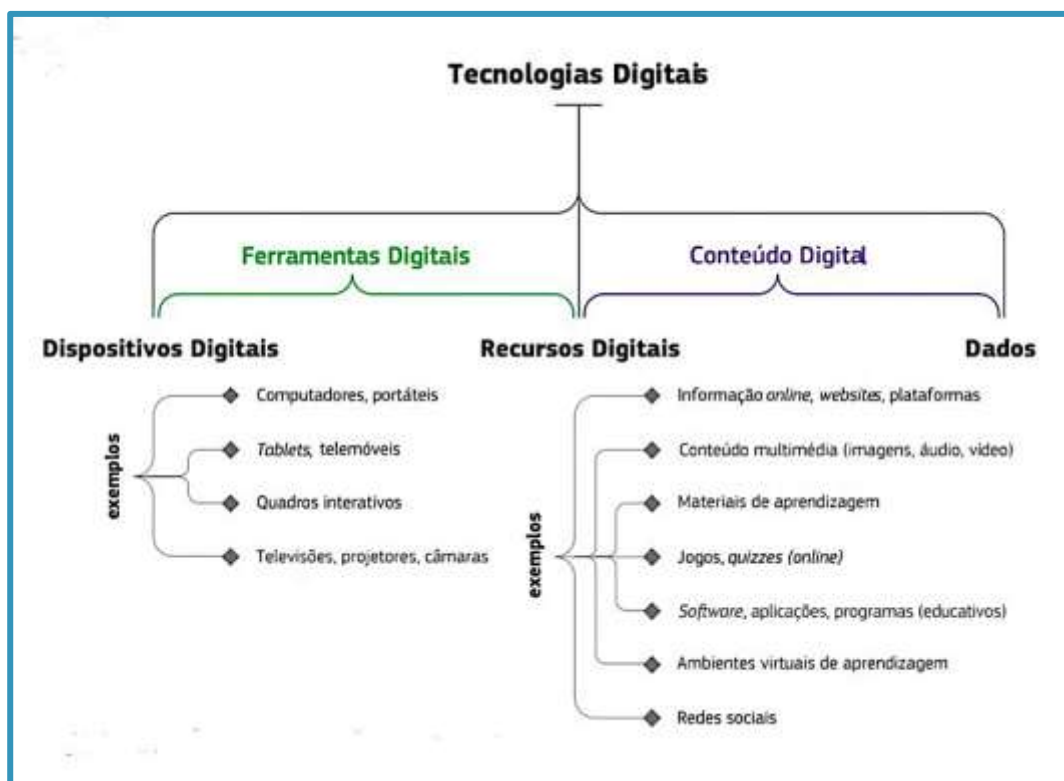 Tecnologias Digitais
Ferramentas Digitais
Conteúdo Digital
Dispositivos Digitais
Recursos Digitais
Dados
exemplos
Computadores, portáteis
Tablets, telemóveis
Quadros interativos
Televisões, projetores, câmaras
exemplos
Informação online, websites, plataformas
Conteúdo multimédia (imagens, áudio, vídeo)
Materiais de aprendizagem
Jogos, quizzes (online)
Software, aplicações, programas (educativos)
Ambientes virtuais de aprendizagem
Redes sociais